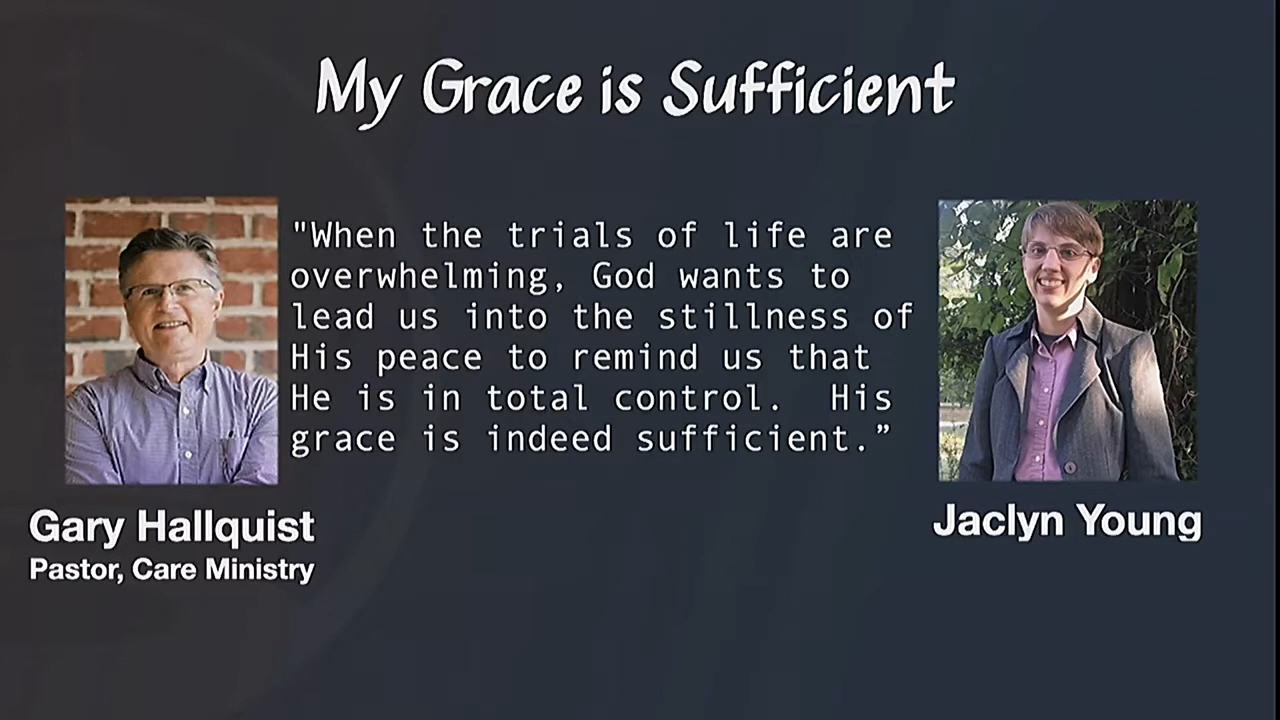 My Grace is Sufficient
"When the trials of life are
overwhelming, God wants to
lead us into the stillness of
His peace to remind us that
He is in total control.  His
grace is indeed sufficient.”
Gary Hallquist
Pastor, Care Ministry
Jaclyn Young